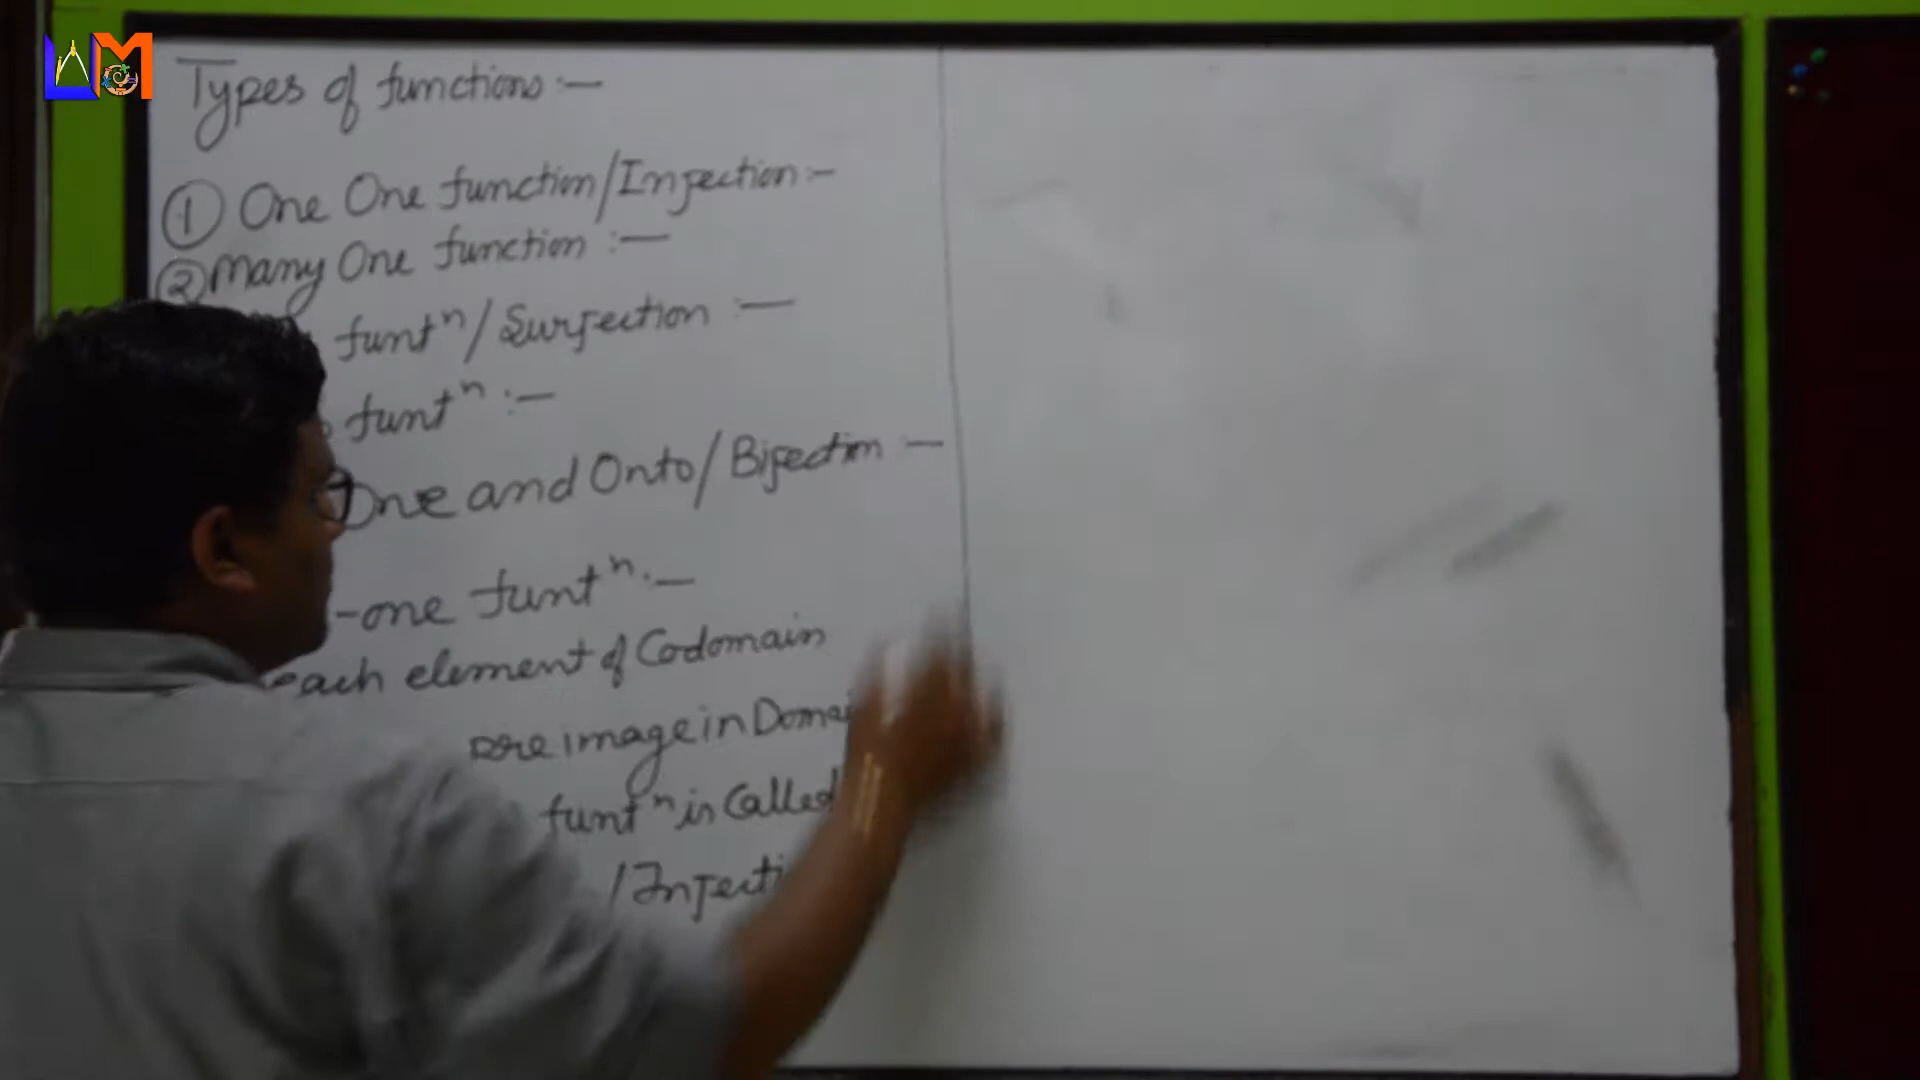 Types of functions :-
① One One function/Injection :-
② Many One function :-
funtⁿ/Surjection :-
funtⁿ :-
One and Onto/Bijection -
-one funtⁿ :-
each element of Codomain
pre image in Domai
funtⁿ is Called
/Injecti